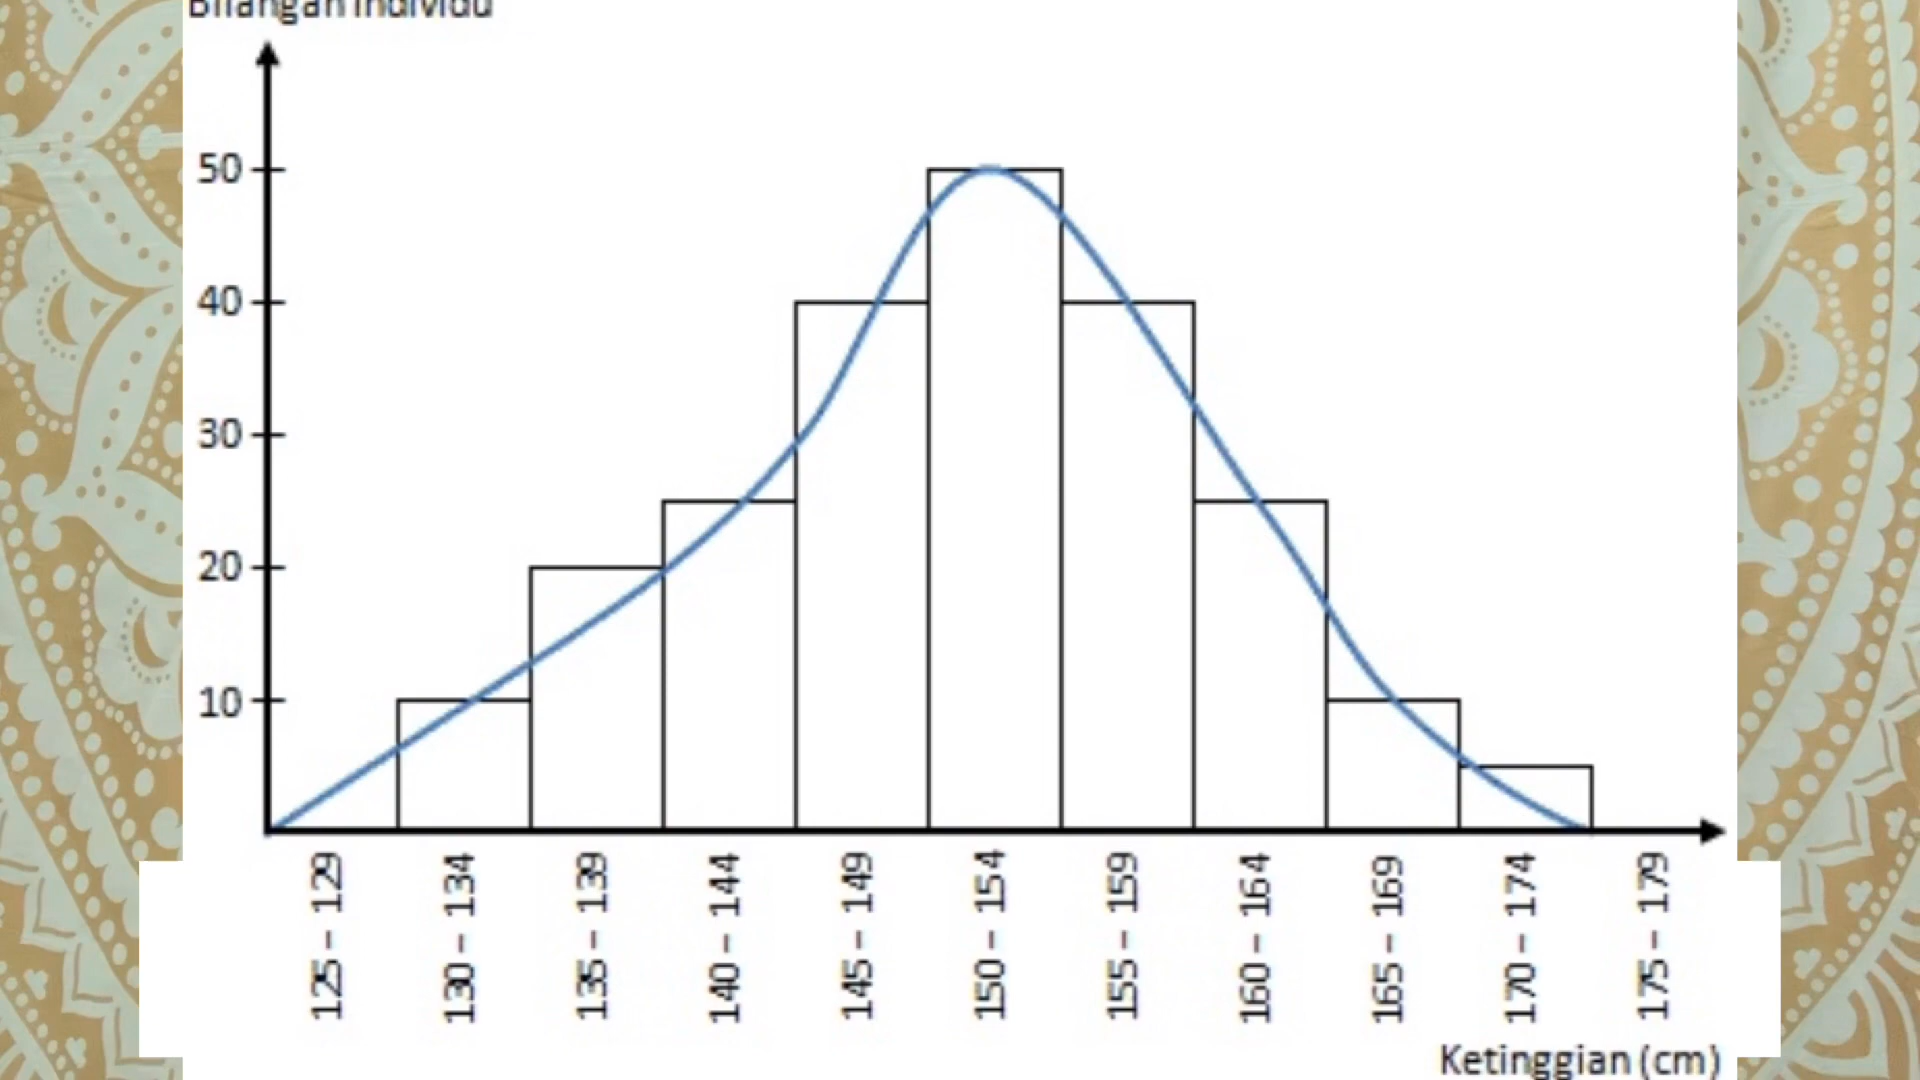 Bilangan Individu
50
40
30
20
10
125 – 129
130 – 134
135 – 139
140 – 144
145 – 149
150 – 154
155 – 159
160 – 164
165 – 169
170 – 174
175 – 179
Ketinggian (cm)